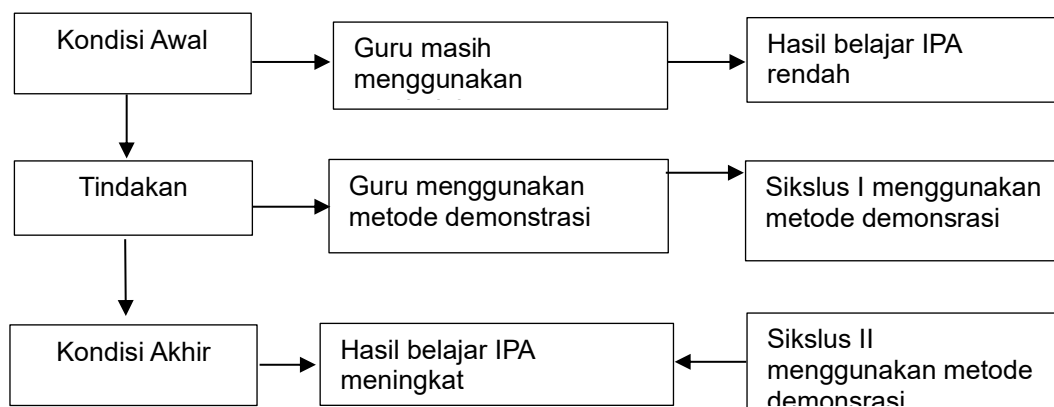 Kondisi Awal
Guru masih
menggunakan
Hasil belajar IPA
rendah
Tindakan
Guru menggunakan
metode demonstrasi
Sikslus I menggunakan
metode demonsrasi
Kondisi Akhir
Hasil belajar IPA
meningkat
Sikslus II
menggunakan metode
demonsrasi